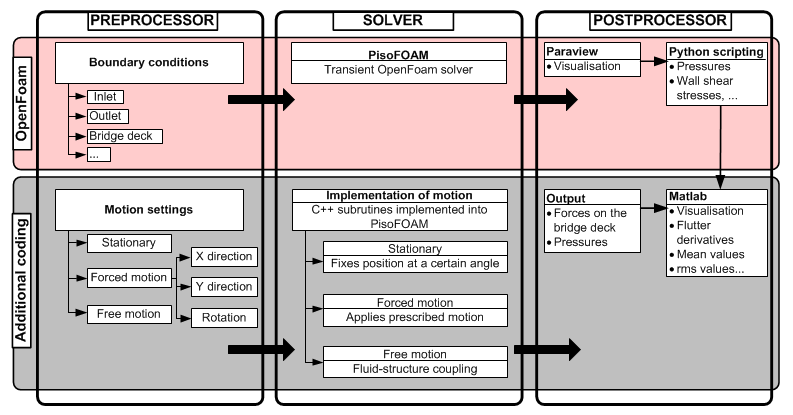 PREPROCESSOR
SOLVER
POSTPROCESSOR
OpenFoam
Boundary conditions
Inlet
Outlet
Bridge deck
...
PisoFOAM
Transient OpenFoam solver
Paraview
• Visualisation
Python scripting
• Pressures
• Wall shear
stresses, ...
Additional coding
Motion settings
Stationary
Forced motion
Free motion
X direction
Y direction
Rotation
Implementation of motion
C++ subrutines implemented into
PisoFOAM
Stationary
Fixes position at a certain angle
Forced motion
Applies prescribed motion
Free motion
Fluid-structure coupling
Output
• Forces on the
bridge deck
• Pressures
Matlab
• Visualisation
• Flutter
derivatives
• Mean values
• rms values...